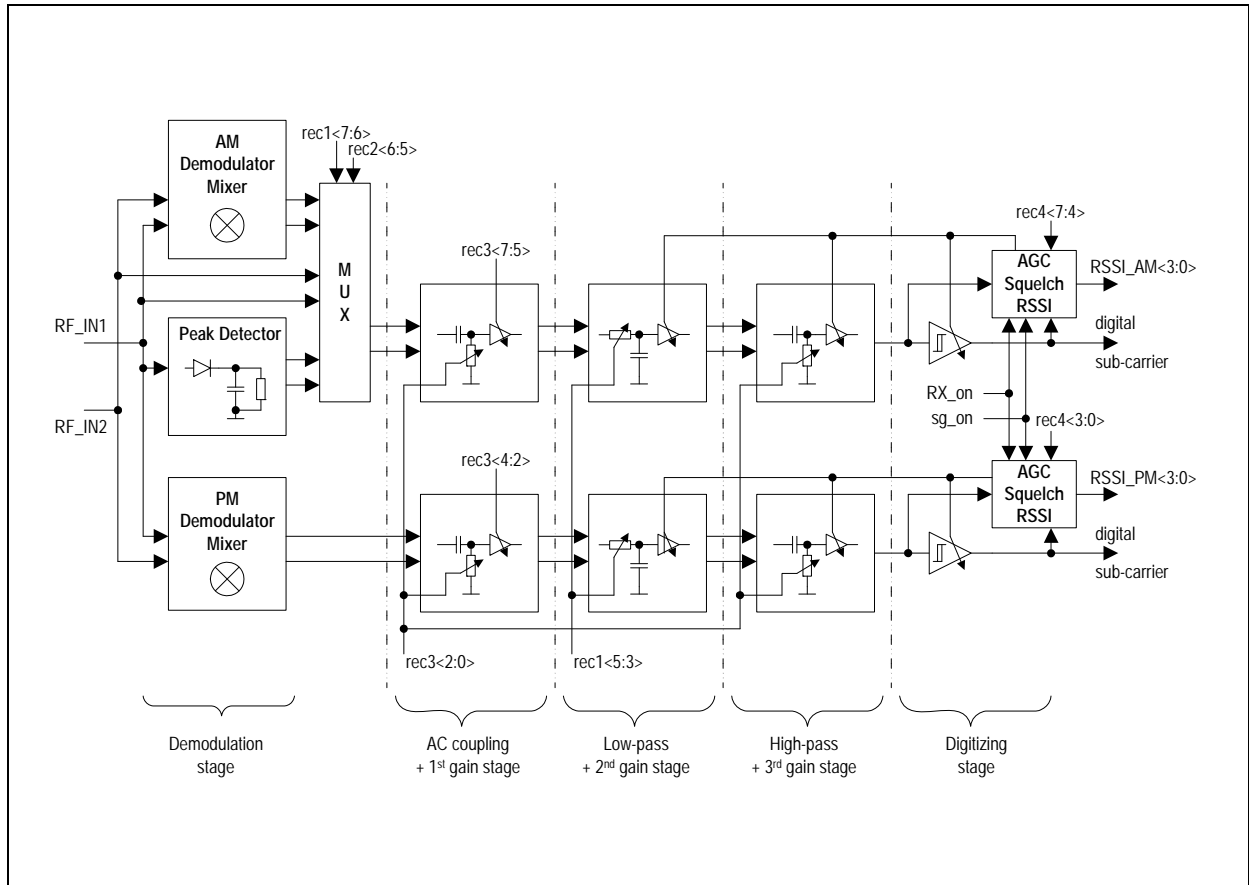 AM
Demodulator
Mixer
rec1<7:6>
rec2<6:5>
M
U
X
rec3<7:5>
rec4<7:4>
AGC
Squelch
RSSI
RSSI_AM<3:0>
RF_IN1
Peak Detector
digital
sub-carrier
RX_on
sg_on
RF_IN2
rec4<3:0>
rec3<4:2>
PM
Demodulator
Mixer
AGC
Squelch
RSSI
RSSI_PM<3:0>
digital
sub-carrier
rec3<2:0>
rec1<5:3>
Demodulation
stage
AC coupling
+ 1st gain stage
Low-pass
+ 2nd gain stage
High-pass
+ 3rd gain stage
Digitizing
stage